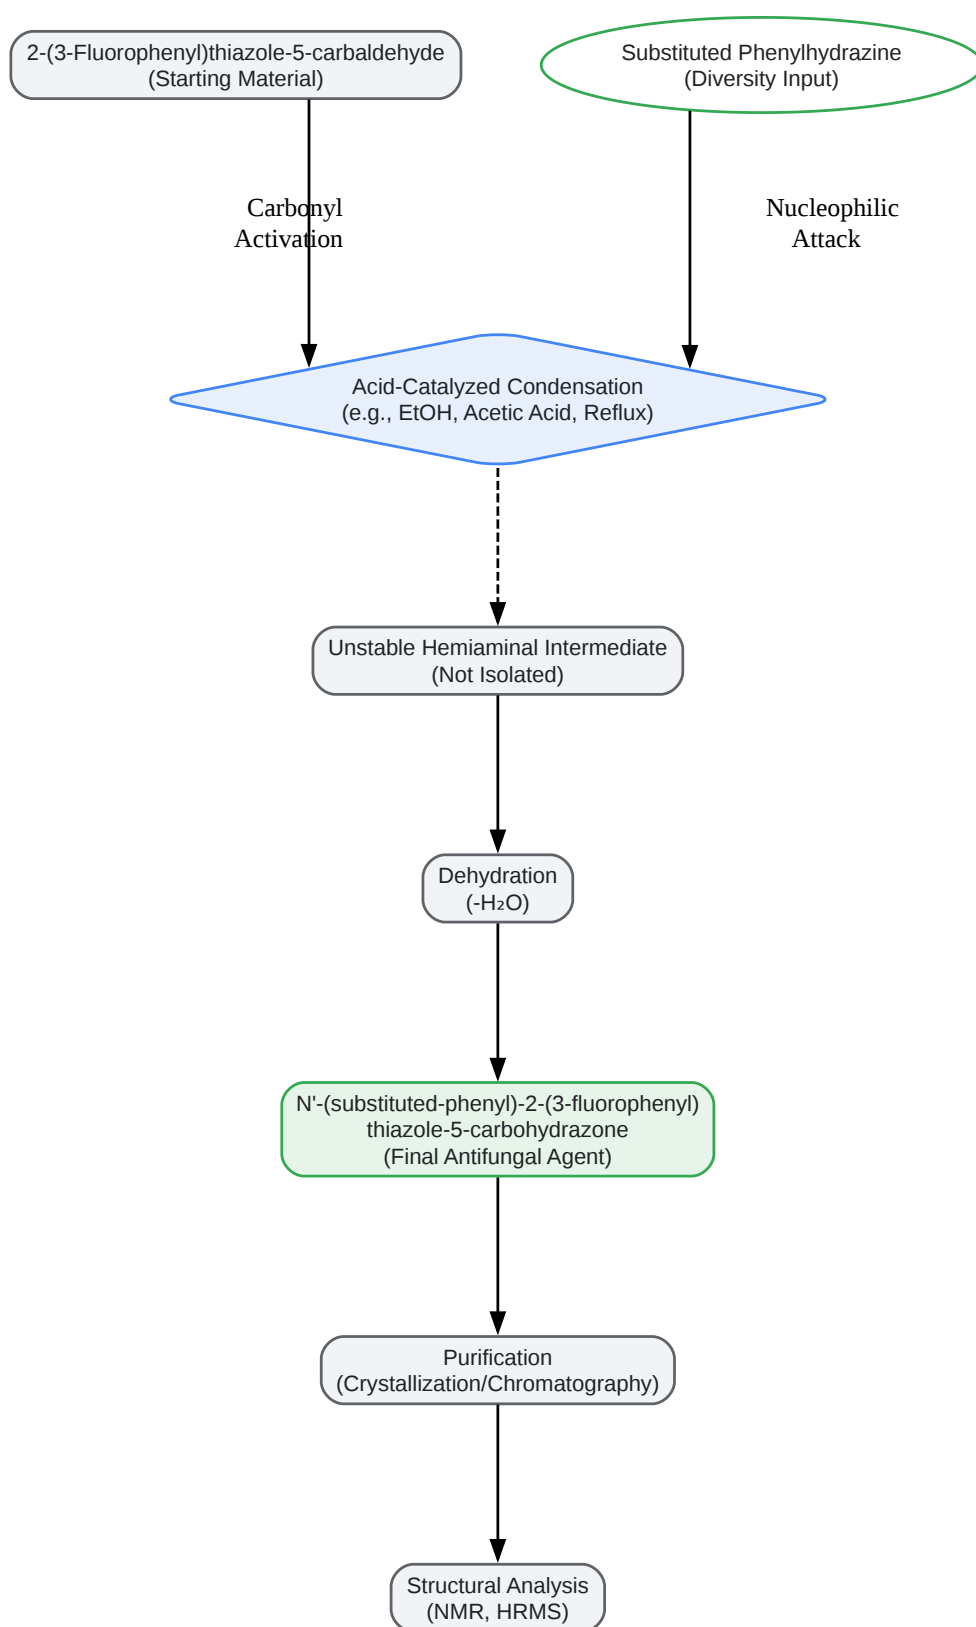 2-(3-Fluorophenyl)thiazole-5-carbaldehyde
(Starting Material)
Substituted Phenylhydrazine
(Diversity Input)
Carbonyl
Activation
Nucleophilic
Attack
Acid-Catalyzed Condensation
(e.g., EtOH, Acetic Acid, Reflux)
Unstable Hemiaminal Intermediate
(Not Isolated)
Dehydration
(-H₂O)
N'-(substituted-phenyl)-2-(3-fluorophenyl)
thiazole-5-carbohydrazone
(Final Antifungal Agent)
Purification
(Crystallization/Chromatography)
Structural Analysis
(NMR, HRMS)